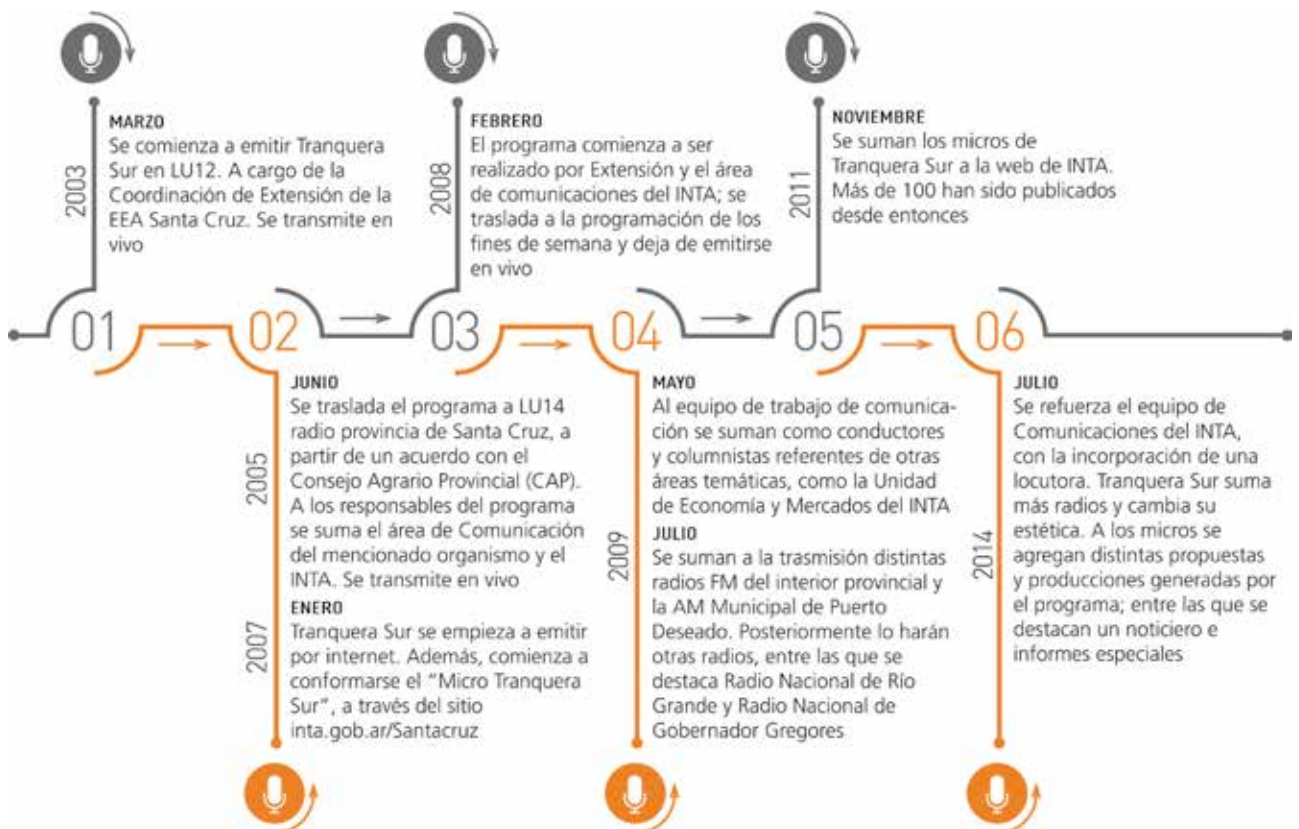 MARZO
Se comienza a emitir Tranquera
Sur en LU12. A cargo de la
Coordinación de Extensión de la
EEA Santa Cruz. Se transmite en
vivo
2003
01
JUNIO
Se traslada el programa a LU14
radio provincia de Santa Cruz, a
partir de un acuerdo con el
Consejo Agrario Provincial (CAP).
A los responsables del programa
se suma el área de Comunicación
del mencionado organismo y el
INTA. Se transmite en vivo
2005
ENERO
Tranquera Sur se empieza a emitir
por internet. Además, comienza a
conformarse el “Micro Tranquera
Sur”, a través del sitio
inta.gob.ar/Santacruz
2007
02
FEBRERO
El programa comienza a ser
realizado por Extensión y el área
de comunicaciones del INTA; se
traslada a la programación de los
fines de semana y deja de emitirse
en vivo
2008
03
MAYO
Al equipo de trabajo de comunica-
ción se suman como conductores
y columnistas referentes de otras
áreas temáticas, como la Unidad
de Economía y Mercados del INTA
JULIO
Se suman a la trasmisión distintas
radios FM del interior provincial y
la AM Municipal de Puerto
Deseado. Posteriormente lo harán
otras radios, entre las que se
destaca Radio Nacional de Río
Grande y Radio Nacional de
Gobernador Gregores
2009
04
NOVIEMBRE
Se suman los micros de
Tranquera Sur a la web de INTA.
Más de 100 han sido publicados
desde entonces
2011
05
JULIO
Se refuerza el equipo de
Comunicaciones del INTA,
con la incorporación de una
locutora. Tranquera Sur suma
más radios y cambia su
estética. A los micros se
agregan distintas propuestas
y producciones generadas por
el programa; entre las que se
destacan un noticiero e
informes especiales
2014
06